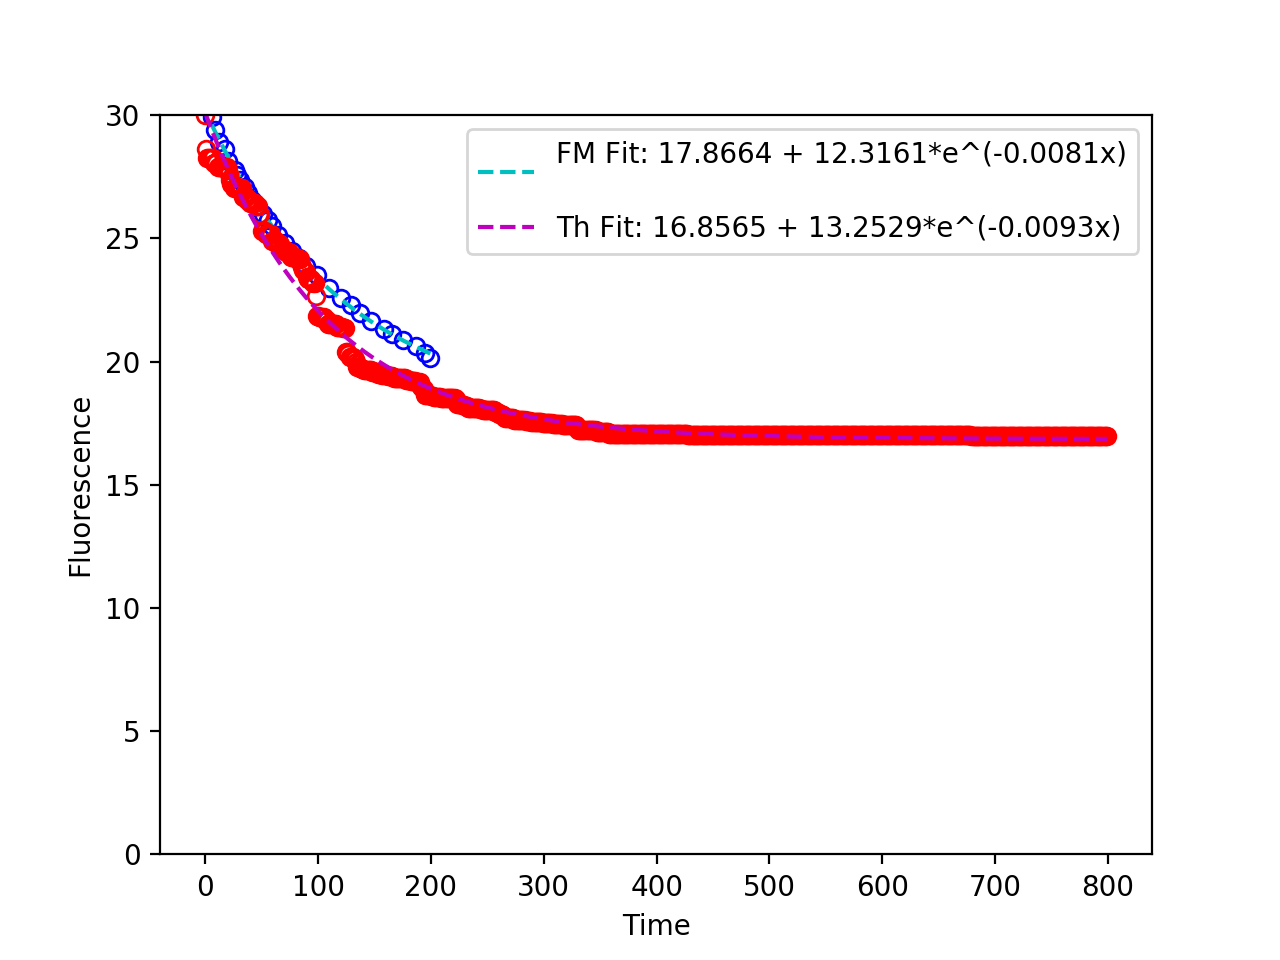 FM Fit: 17.8664 + 12.3161*e^(-0.0081x)
Th Fit: 16.8565 + 13.2529*e^(-0.0093x)
30
25
20
15
10
5
0
Fluorescence
0 100 200 300 400 500 600 700 800
Time